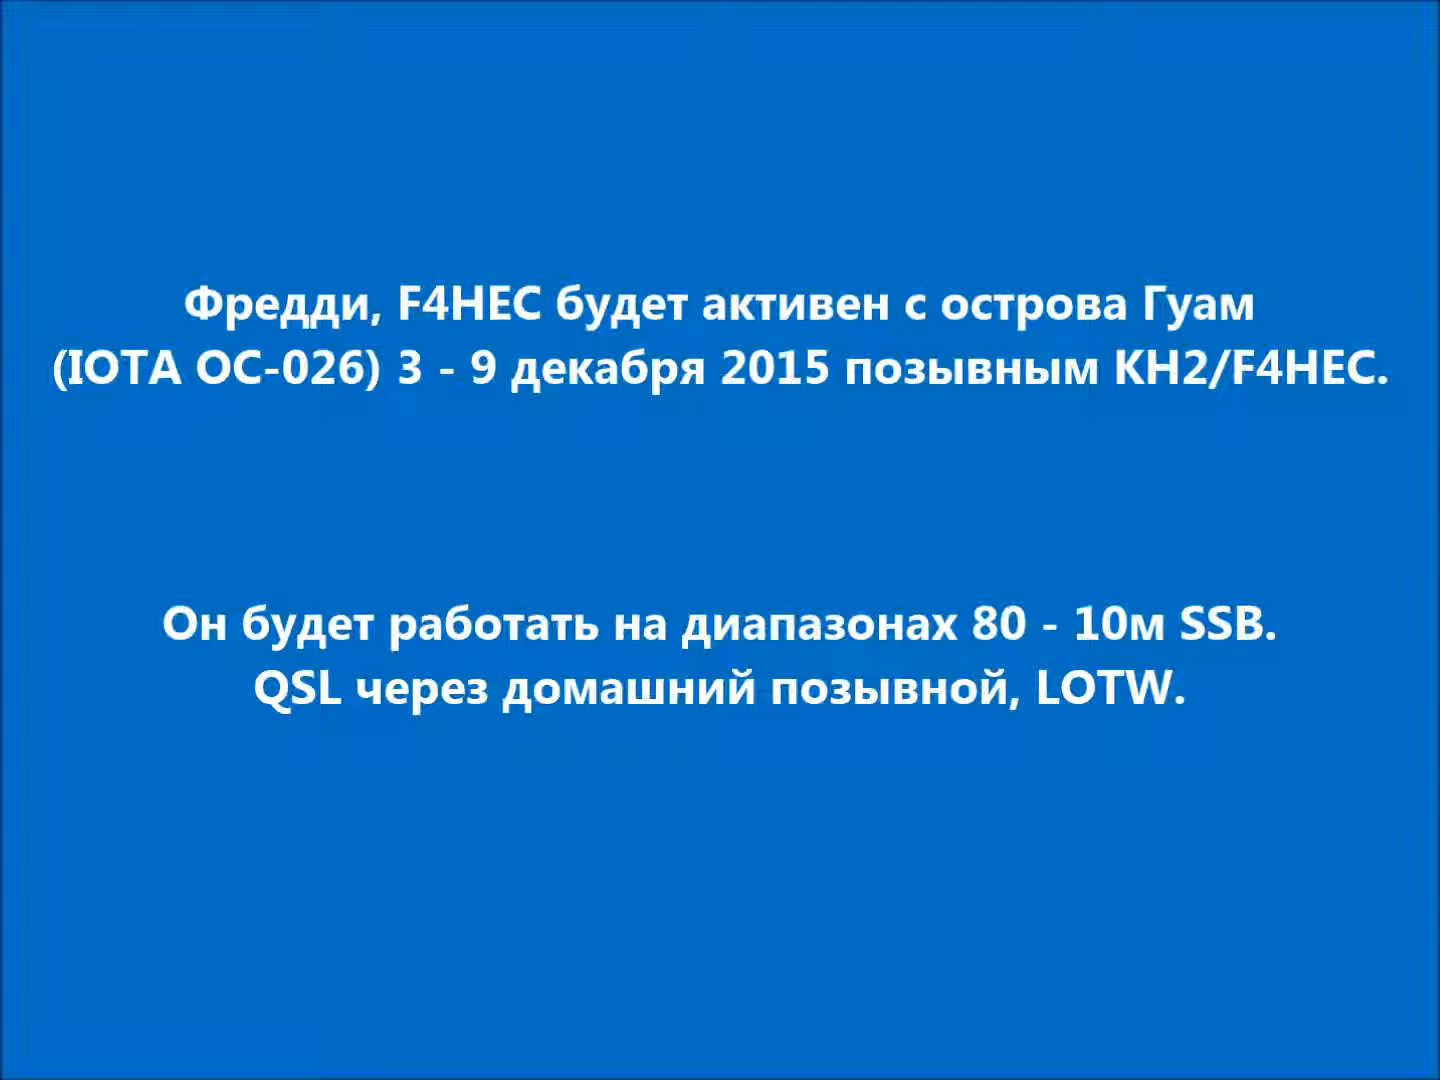 Фредди, F4HEC будет активен с острова Гуам
(IOTA OC-026) 3 - 9 декабря 2015 позывным KH2/F4HEC.
Он будет работать на диапазонах 80 - 10м SSB.
QSL через домашний позывной, LOTW.